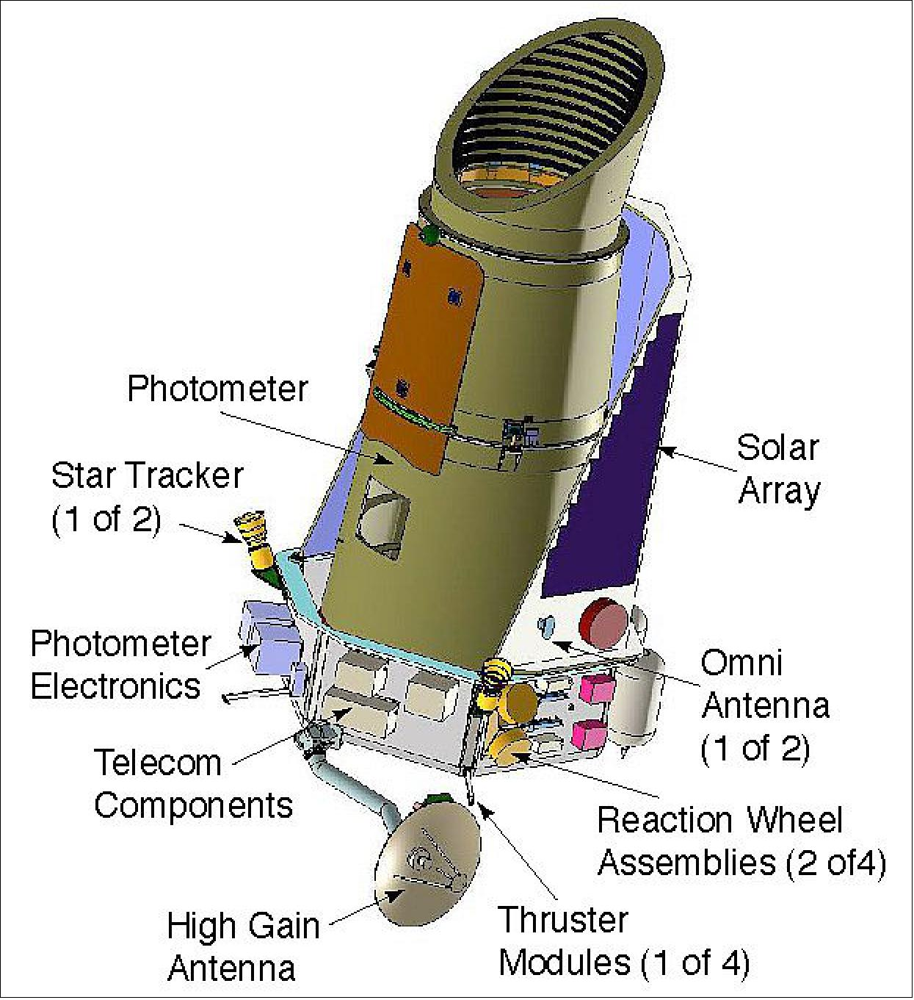 Photometer
Star Tracker
(1 of 2)
Solar
Array
Photometer
Electronics
Omni
Antenna
(1 of 2)
Telecom
Components
Reaction Wheel
Assemblies (2 of4)
High Gain
Antenna
Thruster
Modules (1 of 4)